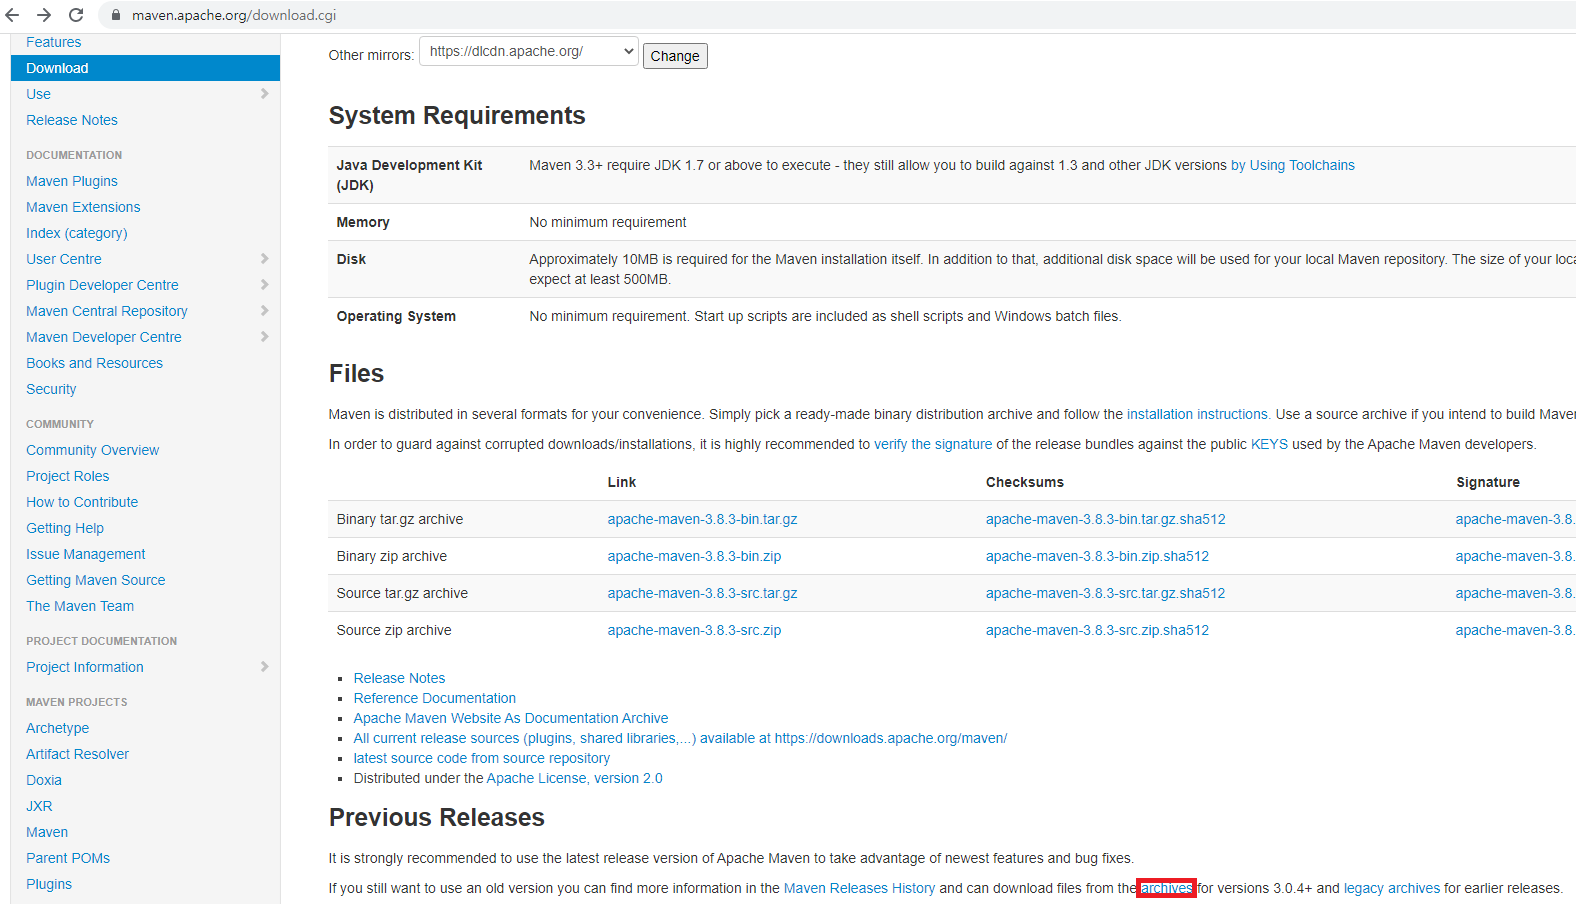 maven.apache.org/download.cgi
Features
Download
Use
Release Notes
DOCUMENTATION
Maven Plugins
Maven Extensions
Index (category)
User Centre
Plugin Developer Centre
Maven Central Repository
Maven Developer Centre
Books and Resources
Security
COMMUNITY
Community Overview
Project Roles
How to Contribute
Getting Help
Issue Management
Getting Maven Source
The Maven Team
PROJECT DOCUMENTATION
Project Information
MAVEN PROJECTS
Archetype
Artifact Resolver
Doxia
JXR
Maven
Parent POMs
Plugins
Other mirrors: https://dlcdn.apache.org/ Change
System Requirements
Java Development Kit (JDK) Maven 3.3+ require JDK 1.7 or above to execute - they still allow you to build against 1.3 and other JDK versions by Using Toolchains
Memory No minimum requirement
Disk Approximately 10MB is required for the Maven installation itself. In addition to that, additional disk space will be used for your local Maven repository. The size of your loca
expect at least 500MB.
Operating System No minimum requirement. Start up scripts are included as shell scripts and Windows batch files.
Files
Maven is distributed in several formats for your convenience. Simply pick a ready-made binary distribution archive and follow the installation instructions. Use a source archive if you intend to build Maven
In order to guard against corrupted downloads/installations, it is highly recommended to verify the signature of the release bundles against the public KEYS used by the Apache Maven developers.
Link Checksums Signature
Binary tar.gz archive apache-maven-3.8.3-bin.tar.gz apache-maven-3.8.3-bin.tar.gz.sha512 apache-maven-3.8.
Binary zip archive apache-maven-3.8.3-bin.zip apache-maven-3.8.3-bin.zip.sha512 apache-maven-3.8.
Source tar.gz archive apache-maven-3.8.3-src.tar.gz apache-maven-3.8.3-src.tar.gz.sha512 apache-maven-3.8.
Source zip archive apache-maven-3.8.3-src.zip apache-maven-3.8.3-src.zip.sha512 apache-maven-3.8.
Release Notes
Reference Documentation
Apache Maven Website As Documentation Archive
All current release sources (plugins, shared libraries,...) available at https://downloads.apache.org/maven/
latest source code from source repository
Distributed under the Apache License, version 2.0
Previous Releases
It is strongly recommended to use the latest release version of Apache Maven to take advantage of newest features and bug fixes.
If you still want to use an old version you can find more information in the Maven Releases History and can download files from the archives for versions 3.0.4+ and legacy archives for earlier releases.